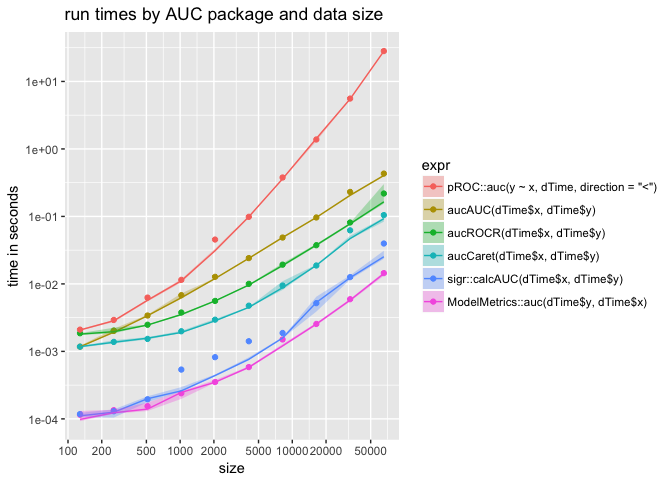 run times by AUC package and data size
time in seconds
1e+01
1e+00
1e-01
1e-02
1e-03
1e-04
100 200 500 1000 2000 5000 10000 20000 50000
size
expr
pROC::auc(y ~ x, dTime, direction = "<")
aucAUC(dTime$x, dTime$y)
aucROCR(dTime$x, dTime$y)
aucCaret(dTime$x, dTime$y)
sigr::calcAUC(dTime$x, dTime$y)
ModelMetrics::auc(dTime$y, dTime$x)